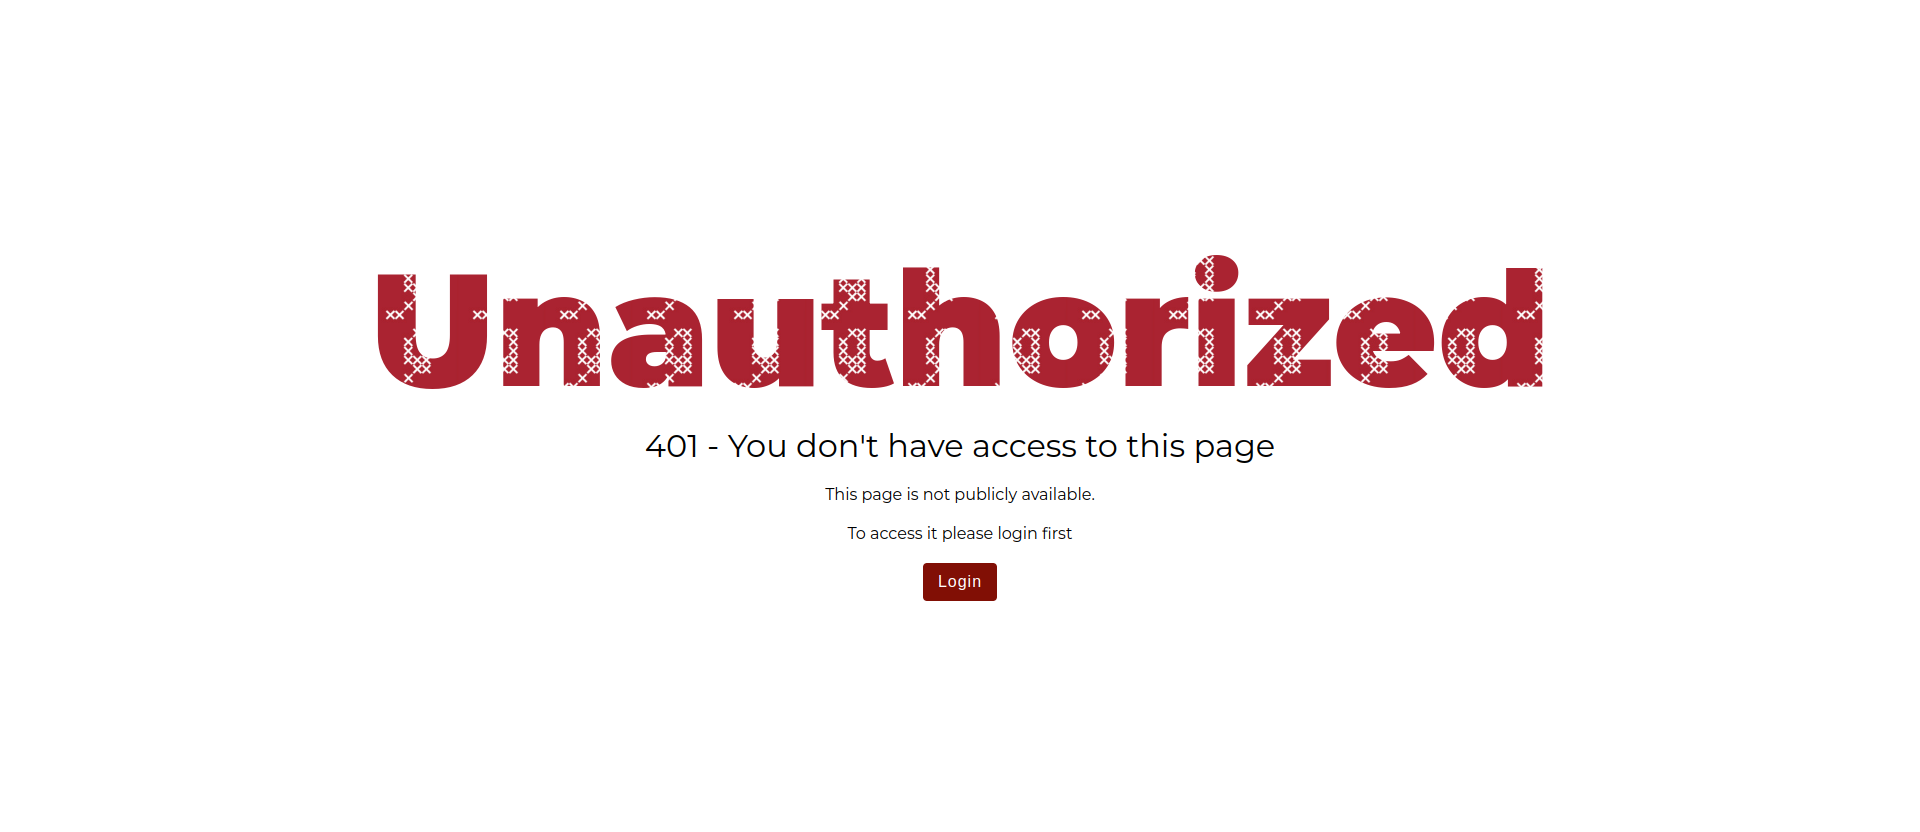 Unauthorized
401 - You don't have access to this page
This page is not publicly available.
To access it please login first
Login